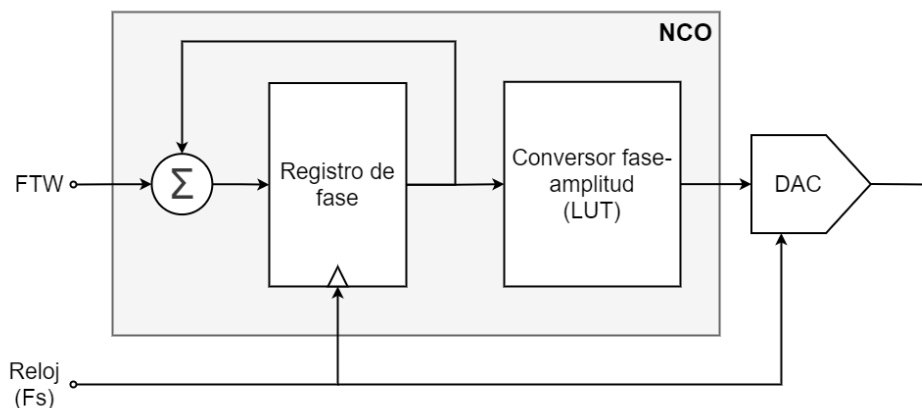 NCO
FTW
Σ
Registro de
fase
Conversor fase-
amplitud
(LUT)
DAC
Reloj
(Fs)